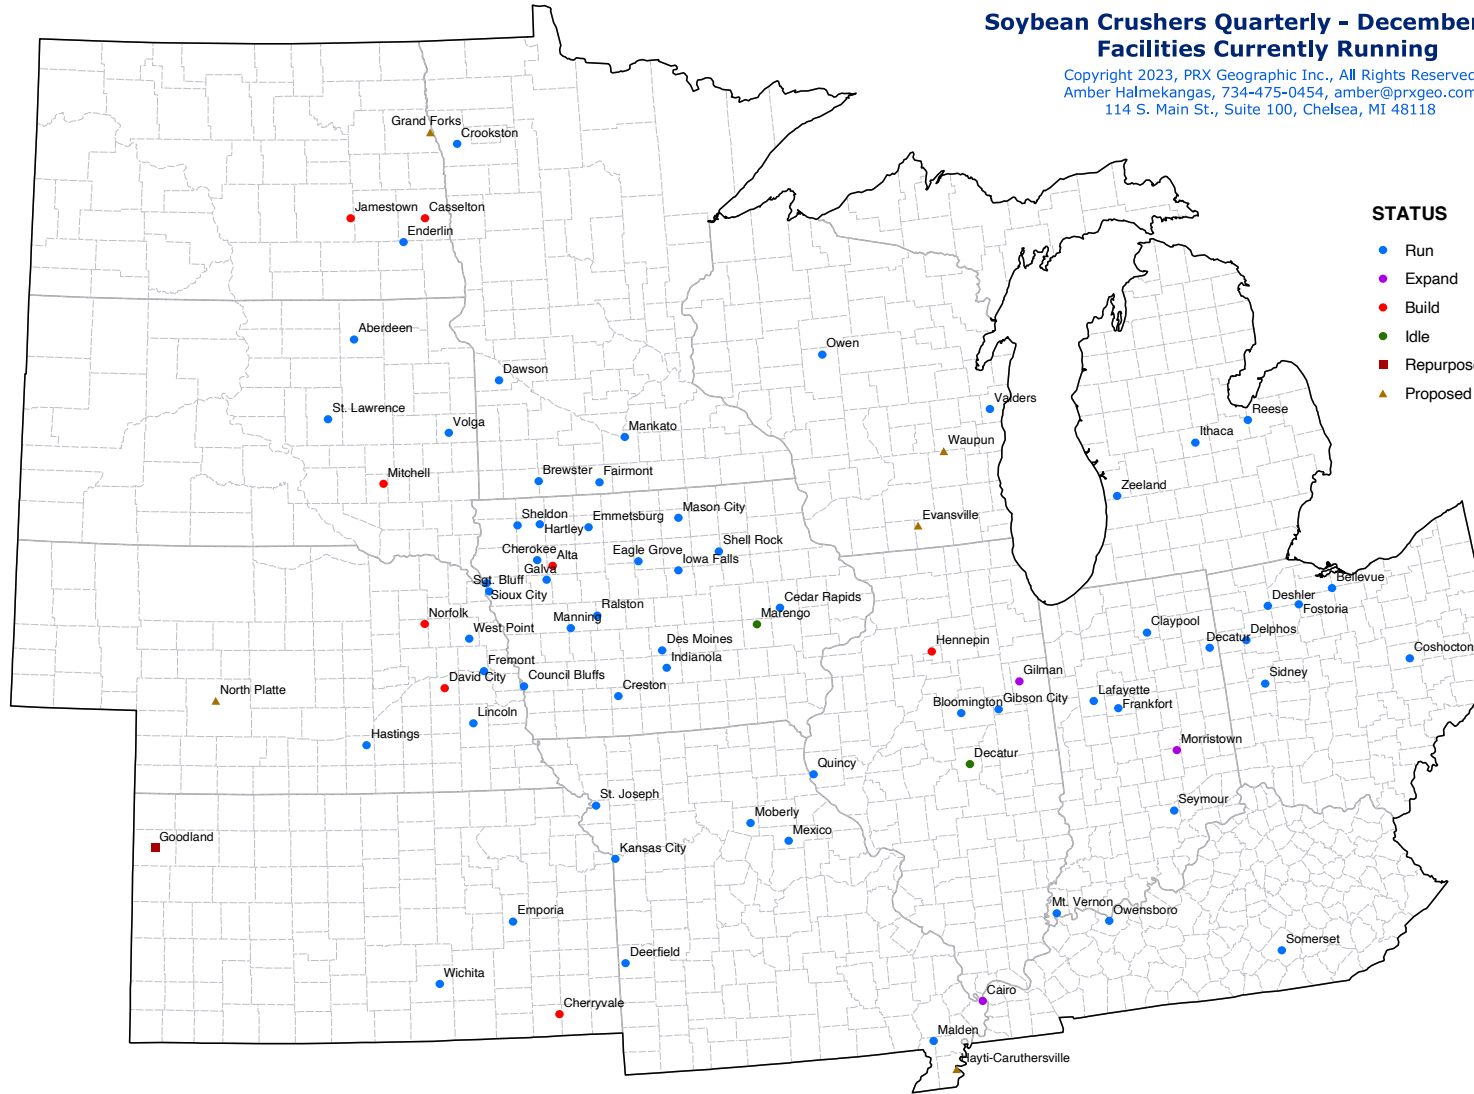 Soybean Crushers Quarterly - December
Facilities Currently Running
Copyright 2023, PRX Geographic Inc., All Rights Reserved
Amber Halmekangas, 734-475-0454, amber@prxgeo.com
114 S. Main St., Suite 100, Chelsea, MI 48118
STATUS
Run
Expand
Build
Idle
Repurpose
Proposed
Grand Forks
Crookston
Jamestown
Casselton
Enderlin
Aberdeen
Owen
Dawson
St. Lawrence
Volga
Mankato
Valders
Reese
Ithaca
Waupun
Mitchell
Brewster
Fairmont
Zeeland
Sheldon
Hartley
Emmetsburg
Mason City
Evansville
Shell Rock
Cherokee
Alta
Eagle Grove
Iowa Falls
Galva
Sgt. Bluff
Sioux City
Bellevue
Deshler
Fostoria
Norfolk
West Point
Manning
Ralston
Cedar Rapids
Marengo
Claypool
Decatur
Delphos
Des Moines
Indianola
Hennepin
Coshocton
Fremont
David City
Council Bluffs
Creston
Gilman
Sidney
North Platte
Lincoln
Bloomington
Gibson City
Lafayette
Frankfort
Hastings
Decatur
Morristown
Quincy
St. Joseph
Moberly
Mexico
Seymour
Goodland
Kansas City
Emporia
Mt. Vernon
Owensboro
Deerfield
Somerset
Wichita
Cairo
Cherryvale
Malden
Hayti-Caruthersville